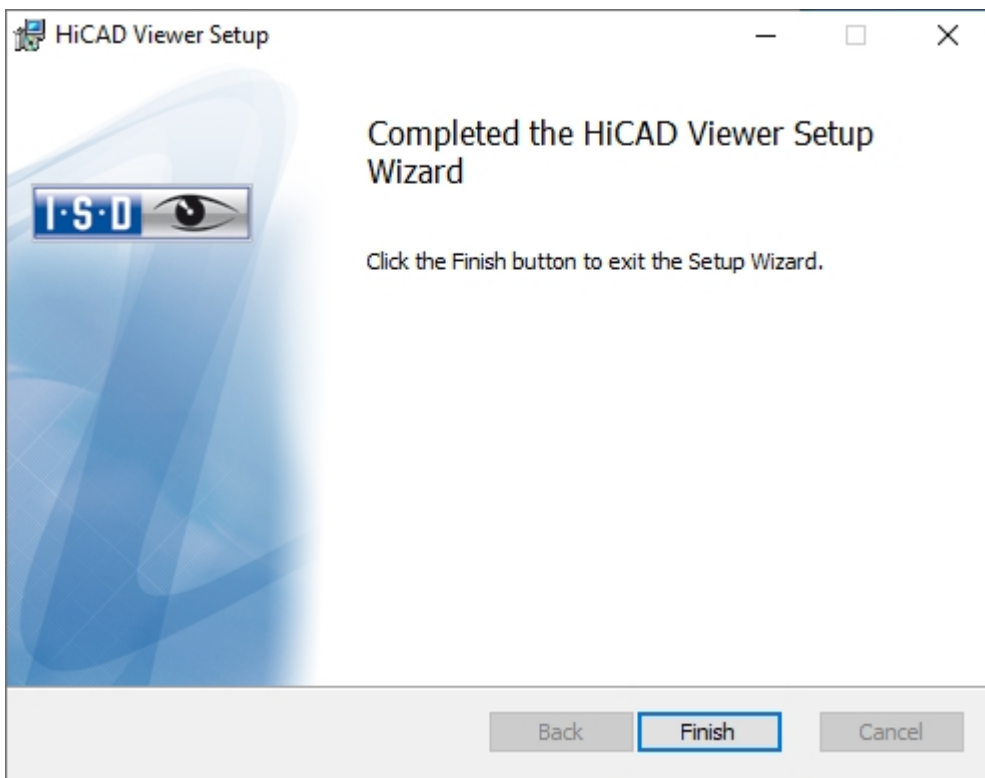 HiCAD Viewer Setup
Completed the HiCAD Viewer Setup
Wizard
I·S·D
Click the Finish button to exit the Setup Wizard.
Back
Finish
Cancel